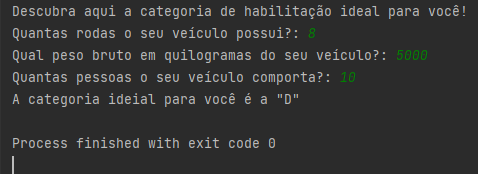 Descubra aqui a categoria de habilitação ideal para você!
Quantas rodas o seu veículo possui?: 8
Qual peso bruto em quilogramas do seu veículo?: 5000
Quantas pessoas o seu veículo comporta?: 10
A categoria ideial para você é a "D"
Process finished with exit code 0